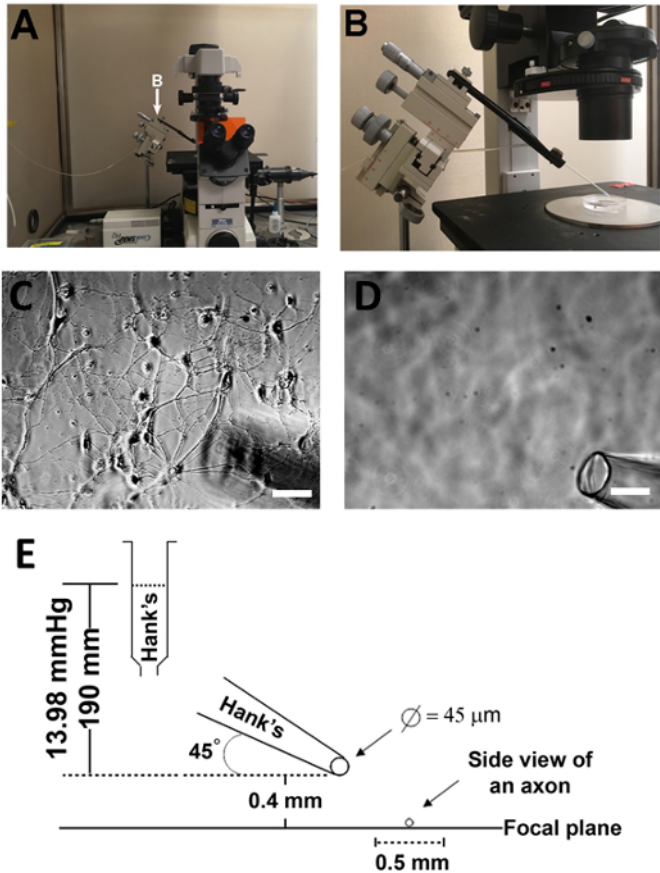 A
B
B
C
D
E
13.98 mmHg
190 mm
Hank's
Hank's
45°
Ø = 45 μm
0.4 mm
Side view of
an axon
Focal plane
0.5 mm